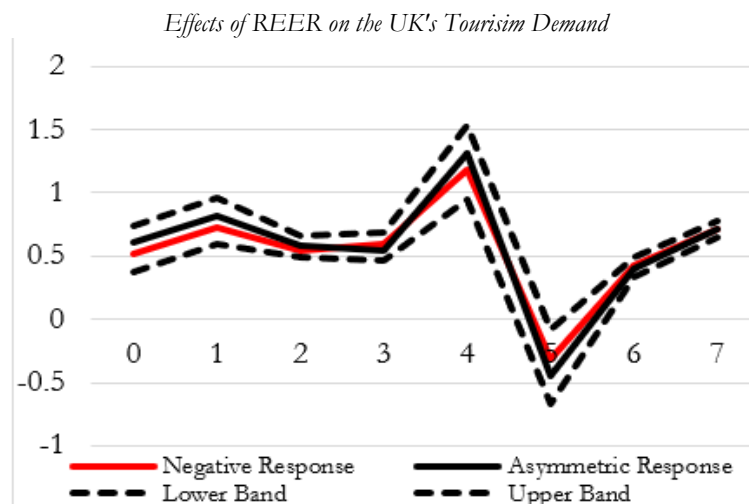 Effects of REER on the UK's Tourisim Demand
2
1.5
1
0.5
0
0 1 2 3 4 5 6 7
-0.5
-1
Negative Response Asymmetric Response
Lower Band Upper Band